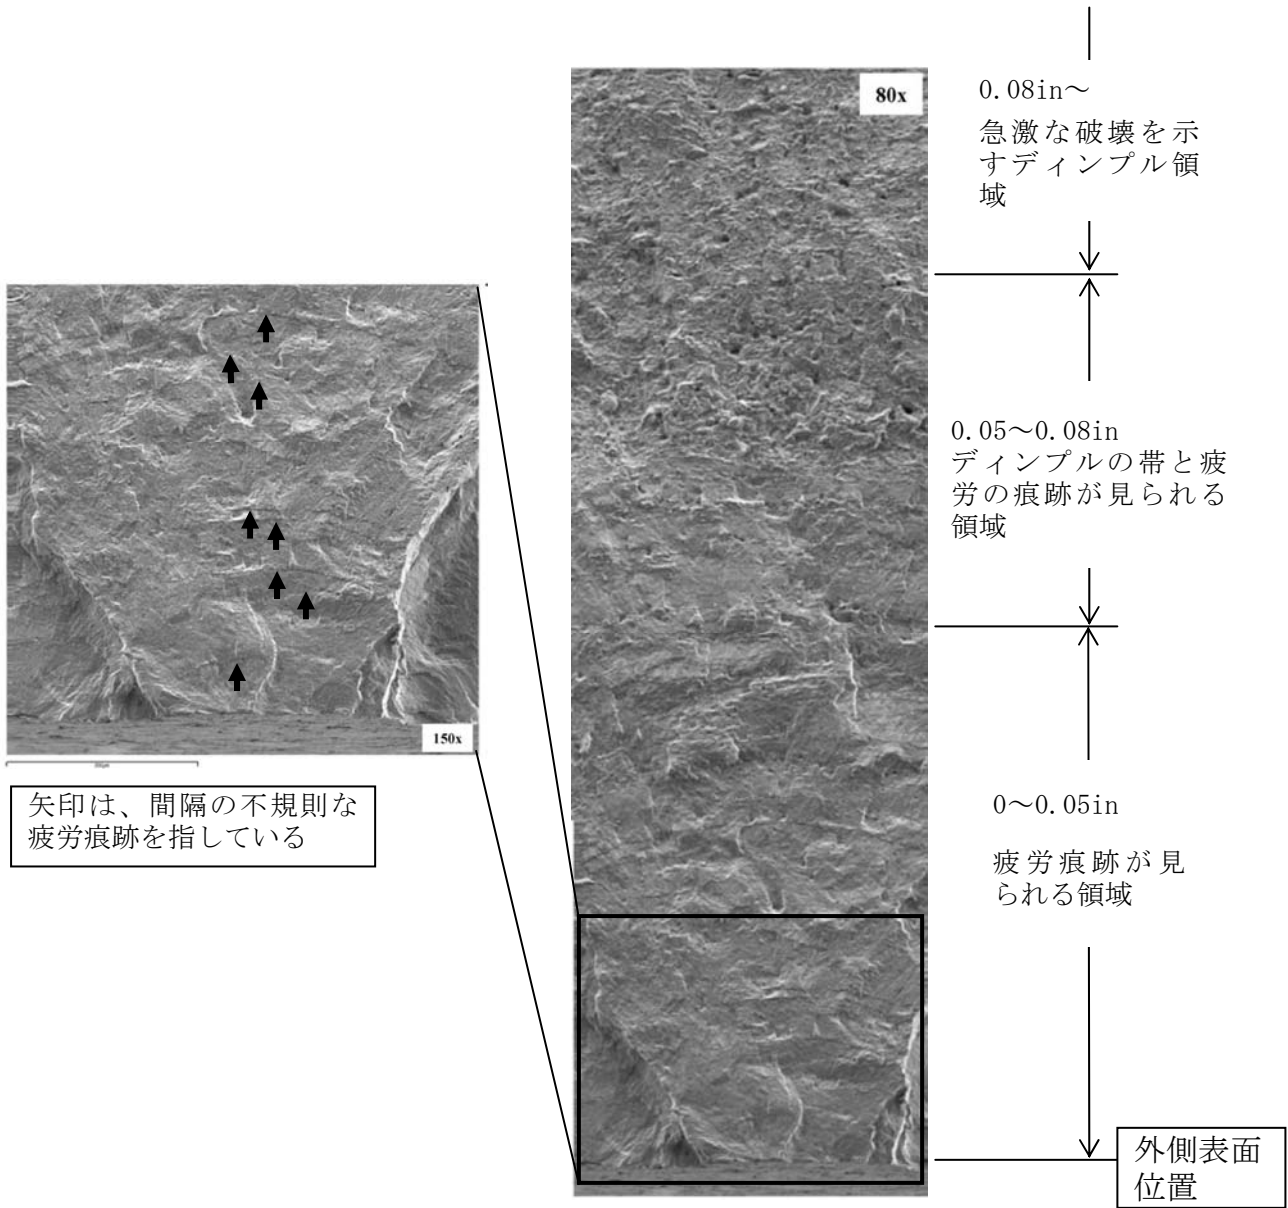 80x
0.08in～
急激な破壊を示
すディンプル領
域
0.05～0.08in
ディンプルの帯と疲
労の痕跡が見られる
領域
150x
矢印は、間隔の不規則な
疲労痕跡を指している
0～0.05in
疲労痕跡が見
られる領域
外側表面
位置